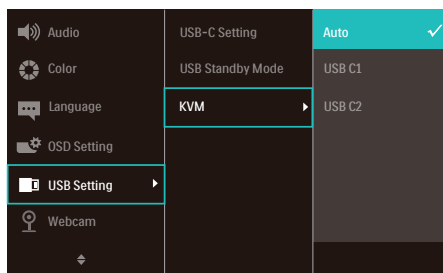 Audio
Color
Language
OSD Setting
USB Setting
Webcam
USB-C Setting
USB Standby Mode
KVM
Auto
USB C1
USB C2